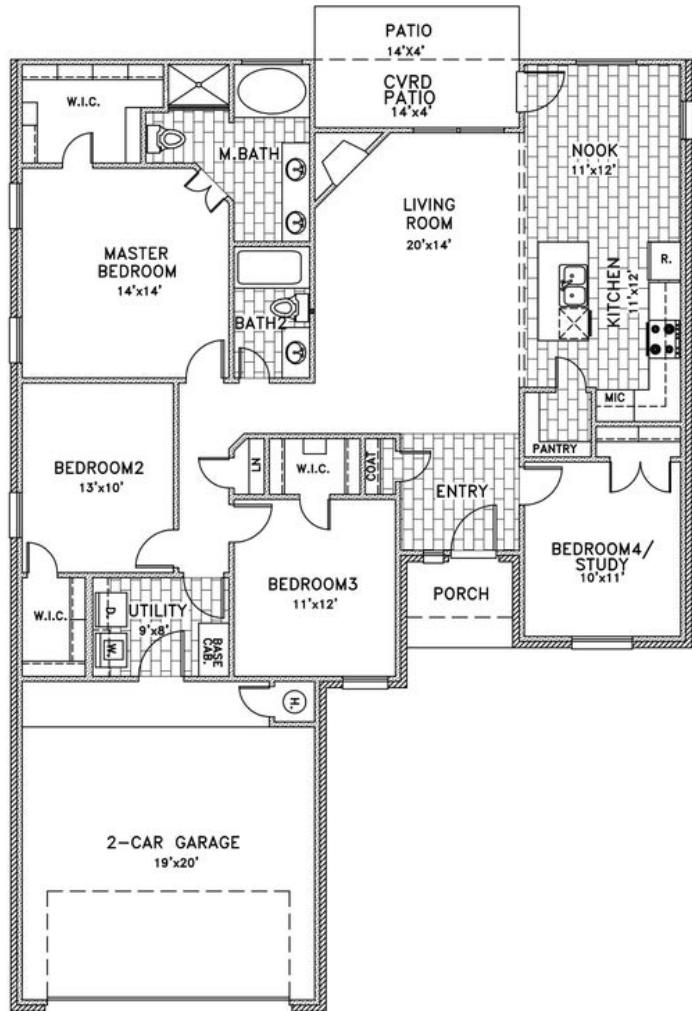 PATIO
14'X4'
CVRD
PATIO
14'x4'
W.I.C.
M.BATH
NOOK
11'x12'
LIVING
ROOM
20'x14'
MASTER
BEDROOM
14'x14'
R.
KITCHEN
11'x12'
BATH2
MIC
PANTRY
BEDROOM2
13'x10'
LN
W.I.C.
COAT
ENTRY
BEDROOM4/
STUDY
10'x11'
BEDROOM3
11'x12'
PORCH
W.I.C.
D.
W.
UTILITY
9'x8'
BASE
CAB.
H.
2-CAR GARAGE
19'x20'